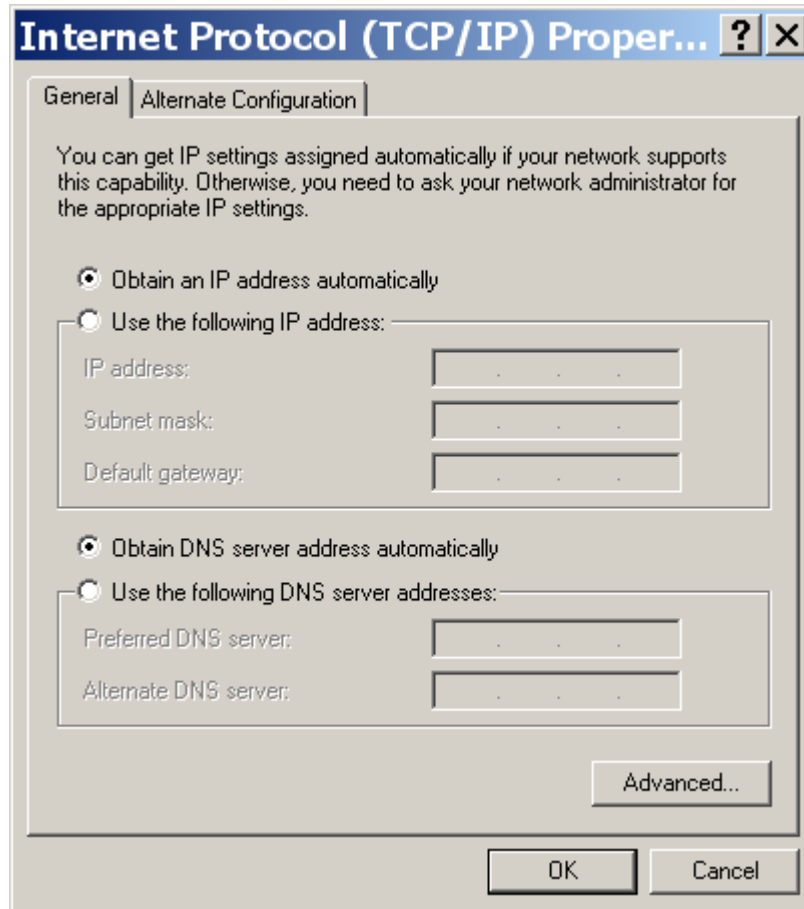 Internet Protocol (TCP/IP) Proper...
General
Alternate Configuration
You can get IP settings assigned automatically if your network supports
this capability. Otherwise, you need to ask your network administrator for
the appropriate IP settings.
Obtain an IP address automatically
Use the following IP address:
IP address:
Subnet mask:
Default gateway:
Obtain DNS server address automatically
Use the following DNS server addresses:
Preferred DNS server:
Alternate DNS server:
Advanced...
OK
Cancel